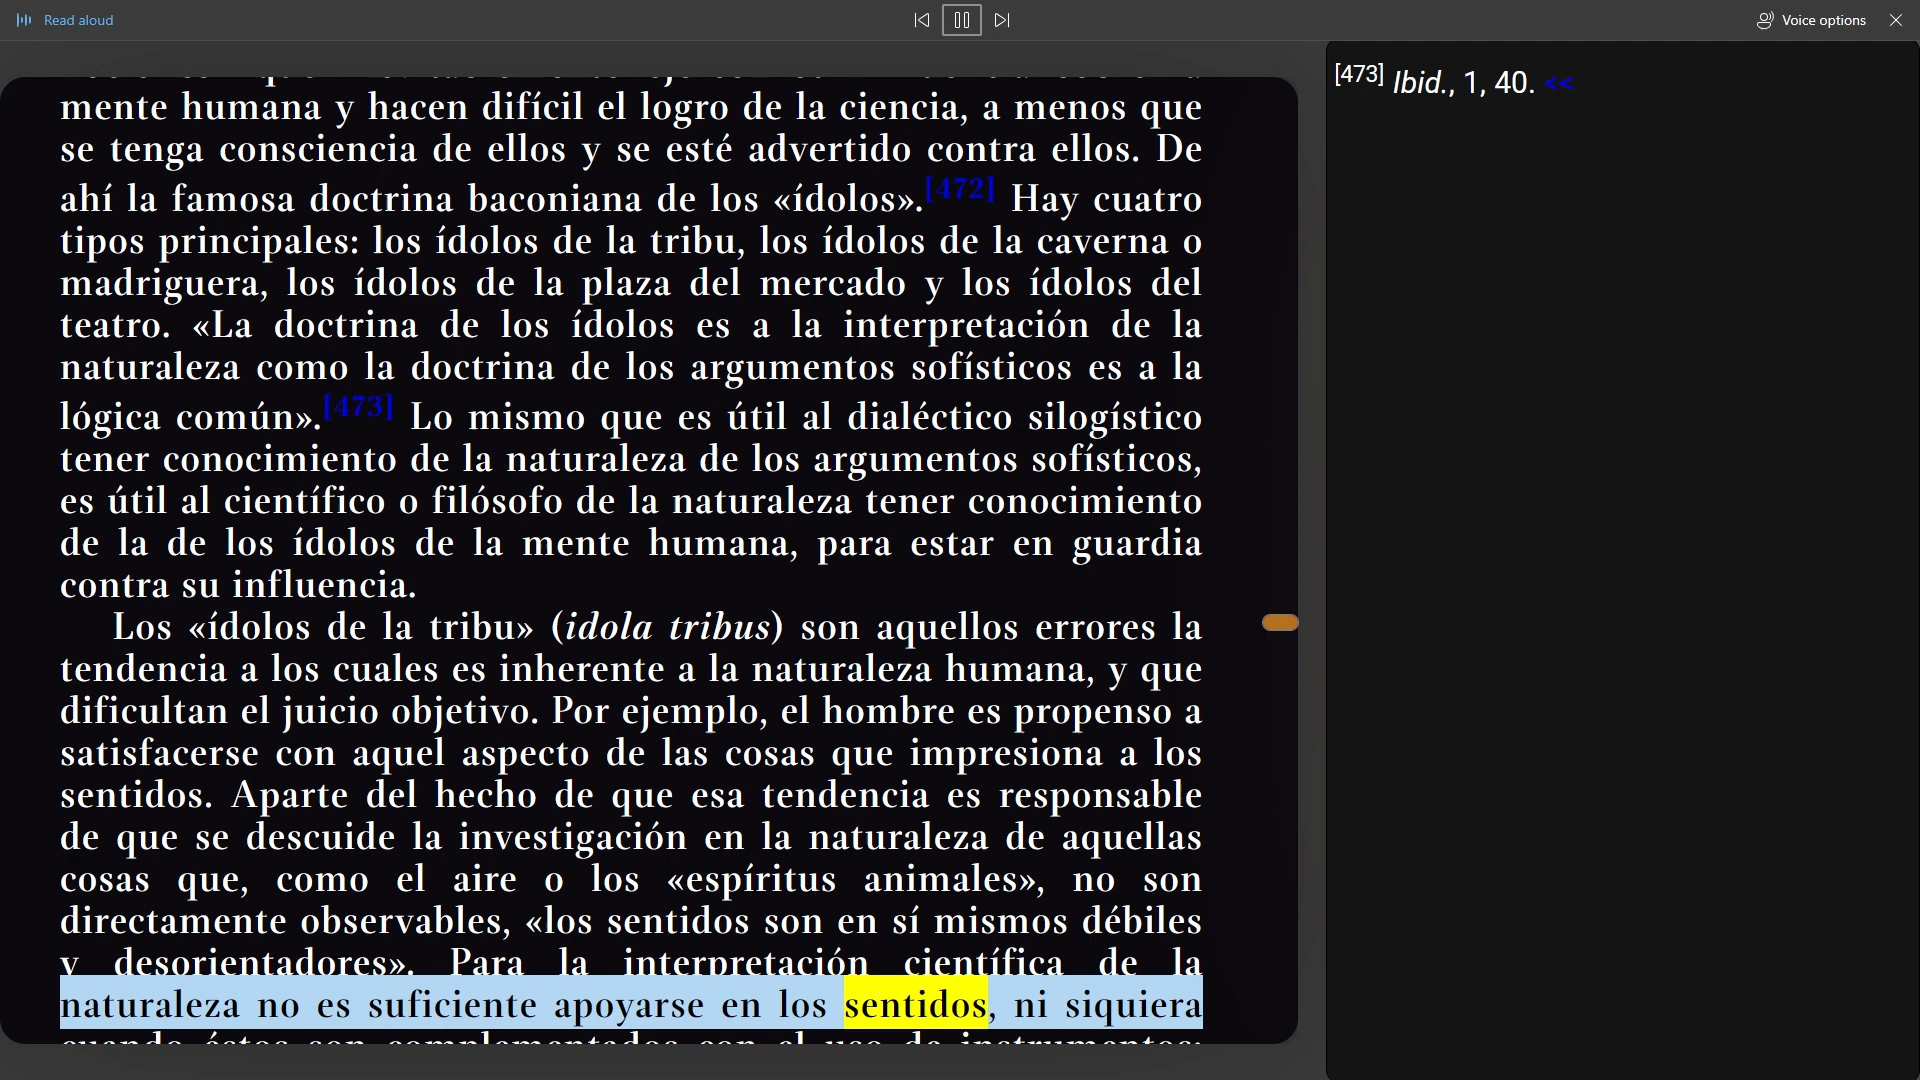 Read aloud
Voice options
mente humana y hacen difícil el logro de la ciencia, a menos que
se tenga consciencia de ellos y se esté advertido contra ellos. De
ahí la famosa doctrina baconiana de los «ídolos».[472] Hay cuatro
tipos principales: los ídolos de la tribu, los ídolos de la caverna o
madriguera, los ídolos de la plaza del mercado y los ídolos del
teatro. «La doctrina de los ídolos es a la interpretación de la
naturaleza como la doctrina de los argumentos sofísticos es a la
lógica común».[473] Lo mismo que es útil al dialéctico silogístico
tener conocimiento de la naturaleza de los argumentos sofísticos,
es útil al científico o filósofo de la naturaleza tener conocimiento
de la de los ídolos de la mente humana, para estar en guardia
contra su influencia.
Los «ídolos de la tribu» (idola tribus) son aquellos errores la
tendencia a los cuales es inherente a la naturaleza humana, y que
dificultan el juicio objetivo. Por ejemplo, el hombre es propenso a
satisfacerse con aquel aspecto de las cosas que impresiona a los
sentidos. Aparte del hecho de que esa tendencia es responsable
de que se descuide la investigación en la naturaleza de aquellas
cosas que, como el aire o los «espíritus animales», no son
directamente observables, «los sentidos son en sí mismos débiles
y desorientadores». Para la interpretación científica de la
naturaleza no es suficiente apoyarse en los sentidos, ni siquiera
cuando éstos son complementados con el uso de instrumentos;
[473] Ibid., 1, 40. <<